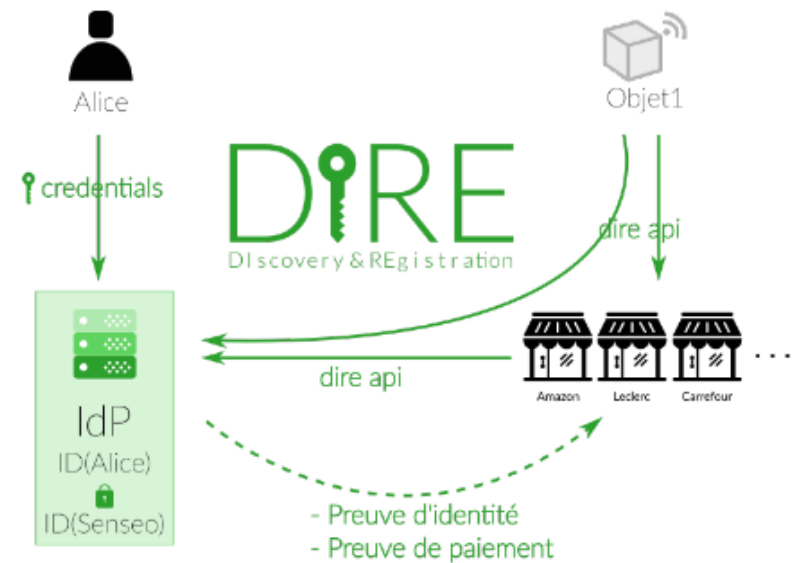 Alice
Objet1
credentials
DIRE
DIscovery & REgistration
dire api
dire api
Amazon
Leclerc
Carrefour
...
IdP
ID(Alice)
ID(Senseo)
- Preuve d'identité
- Preuve de paiement